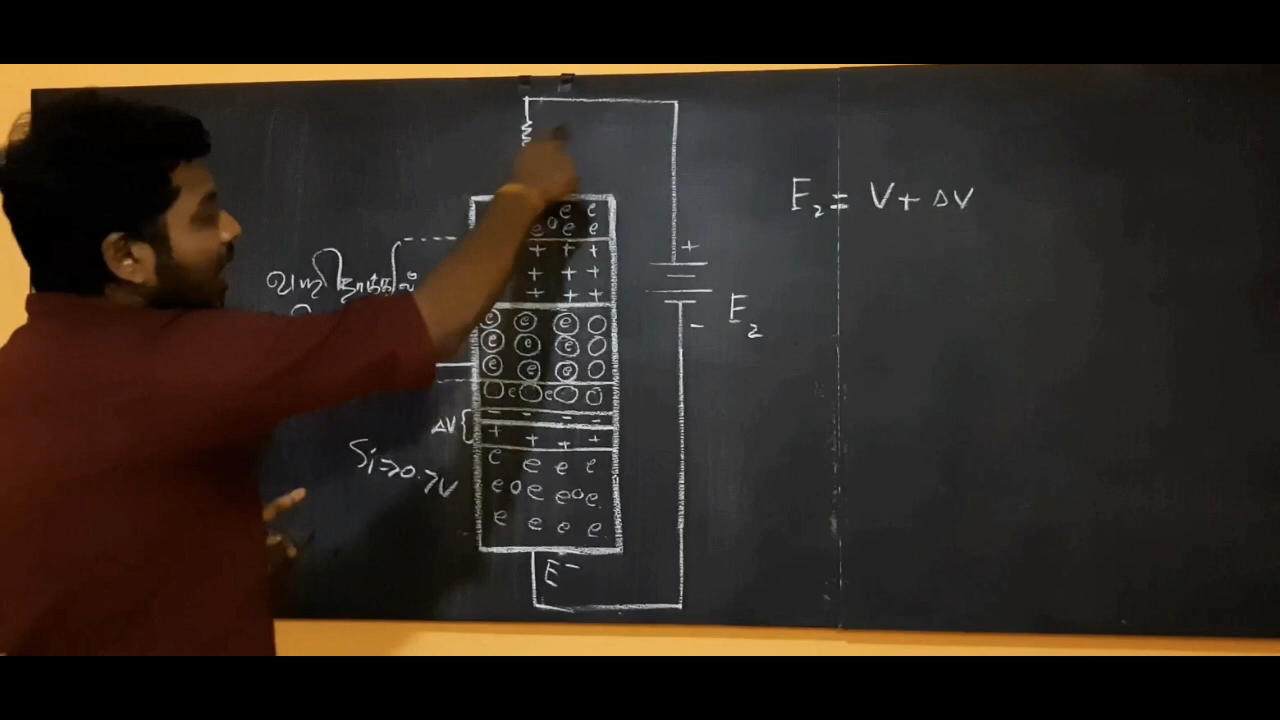 E₂ = V + ΔV
e e
e o e e
+ + +
+ + +
+ + +
+
E₂
-
e e e
e e e
e e e
e e
ΔV
- - - -
+ + + +
Si => 0.7V
e e e e
e o e e o e
e e e e
E⁻